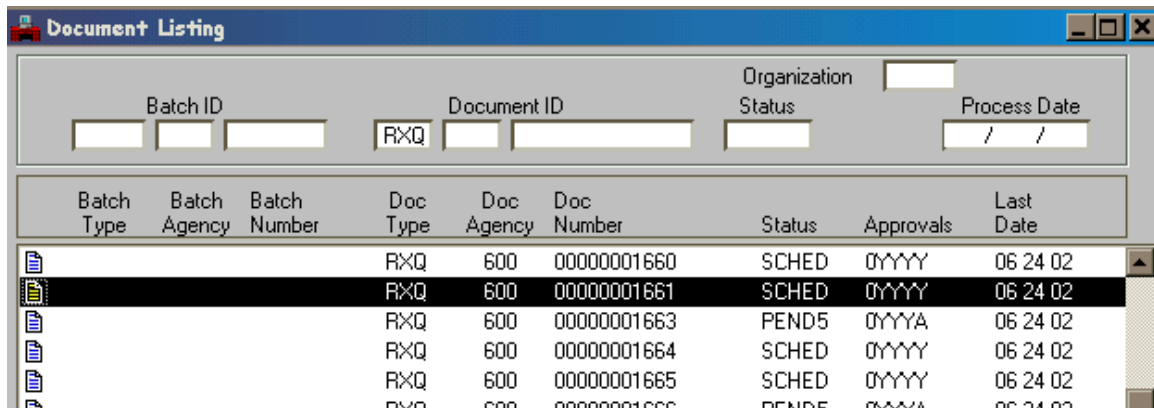 Document Listing
Organization
Batch ID Document ID Status Process Date
RXQ / /
Batch Batch Batch Doc Doc Doc Last
Type Agency Number Type Agency Number Status Approvals Date
RXQ 600 00000001660 SCHED 0YYYY 06 24 02
RXQ 600 00000001661 SCHED 0YYYY 06 24 02
RXQ 600 00000001663 PEND5 0YYYA 06 24 02
RXQ 600 00000001664 SCHED 0YYYY 06 24 02
RXQ 600 00000001665 SCHED 0YYYY 06 24 02